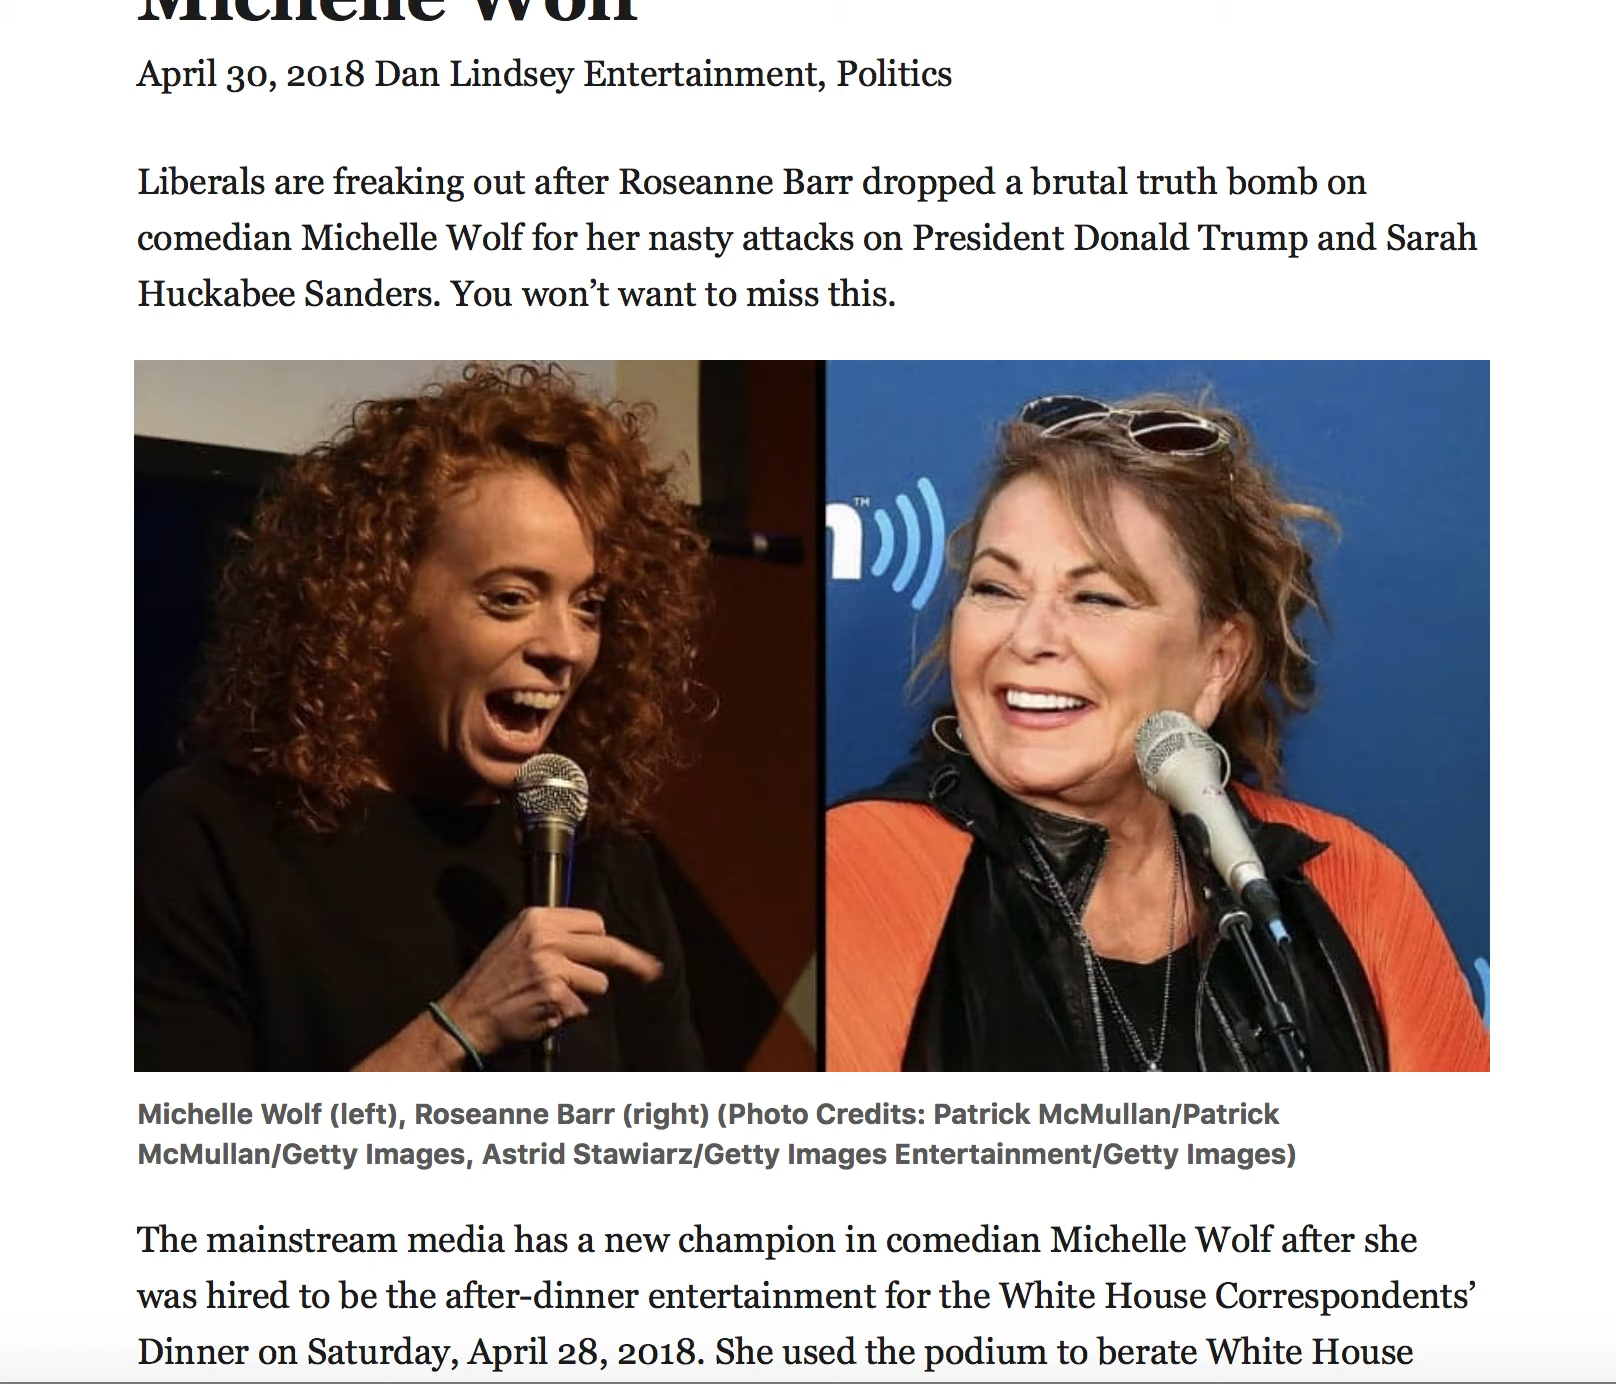 Michelle Wolf
April 30, 2018 Dan Lindsey Entertainment, Politics
Liberals are freaking out after Roseanne Barr dropped a brutal truth bomb on
comedian Michelle Wolf for her nasty attacks on President Donald Trump and Sarah
Huckabee Sanders. You won’t want to miss this.
TM
Michelle Wolf (left), Roseanne Barr (right) (Photo Credits: Patrick McMullan/Patrick
McMullan/Getty Images, Astrid Stawiarz/Getty Images Entertainment/Getty Images)
The mainstream media has a new champion in comedian Michelle Wolf after she
was hired to be the after-dinner entertainment for the White House Correspondents’
Dinner on Saturday, April 28, 2018. She used the podium to berate White House